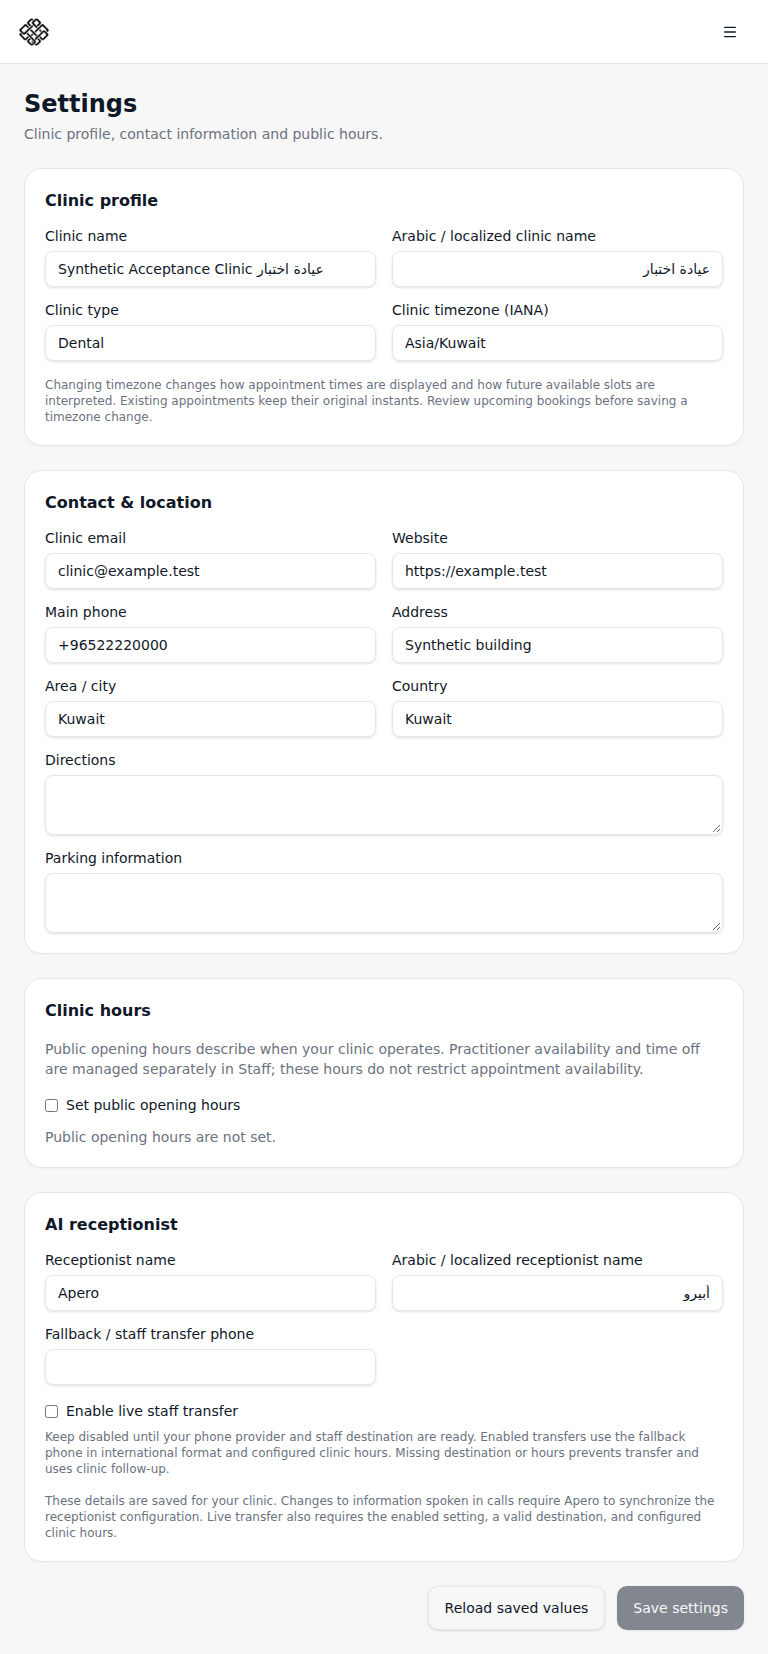 Settings
Clinic profile, contact information and public hours.
Clinic profile
Clinic name
Arabic / localized clinic name
Synthetic Acceptance Clinic عيادة اختبار
عيادة اختبار
Clinic type
Clinic timezone (IANA)
Dental
Asia/Kuwait
Changing timezone changes how appointment times are displayed and how future available slots are
interpreted. Existing appointments keep their original instants. Review upcoming bookings before saving a
timezone change.
Contact & location
Clinic email
Website
clinic@example.test
https://example.test
Main phone
Address
+96522220000
Synthetic building
Area / city
Country
Kuwait
Kuwait
Directions
Parking information
Clinic hours
Public opening hours describe when your clinic operates. Practitioner availability and time off
are managed separately in Staff; these hours do not restrict appointment availability.
Set public opening hours
Public opening hours are not set.
AI receptionist
Receptionist name
Arabic / localized receptionist name
Apero
أبيرو
Fallback / staff transfer phone
Enable live staff transfer
Keep disabled until your phone provider and staff destination are ready. Enabled transfers use the fallback
phone in international format and configured clinic hours. Missing destination or hours prevents transfer and
uses clinic follow-up.
These details are saved for your clinic. Changes to information spoken in calls require Apero to synchronize the
receptionist configuration. Live transfer also requires the enabled setting, a valid destination, and configured
clinic hours.
Reload saved values
Save settings